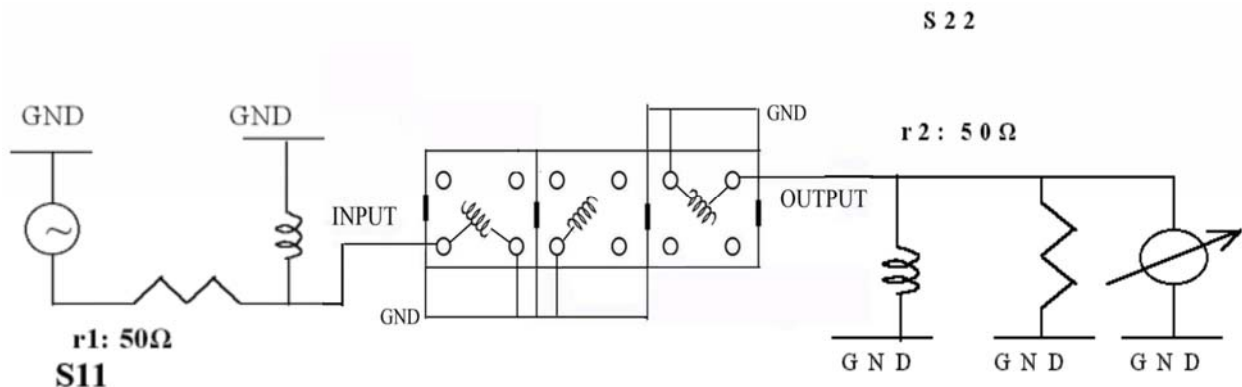 S 2 2
GND
GND
GND
r 2 : 5 0 Ω
INPUT
OUTPUT
GND
r1: 50Ω
S11
G N D
G N D
G N D